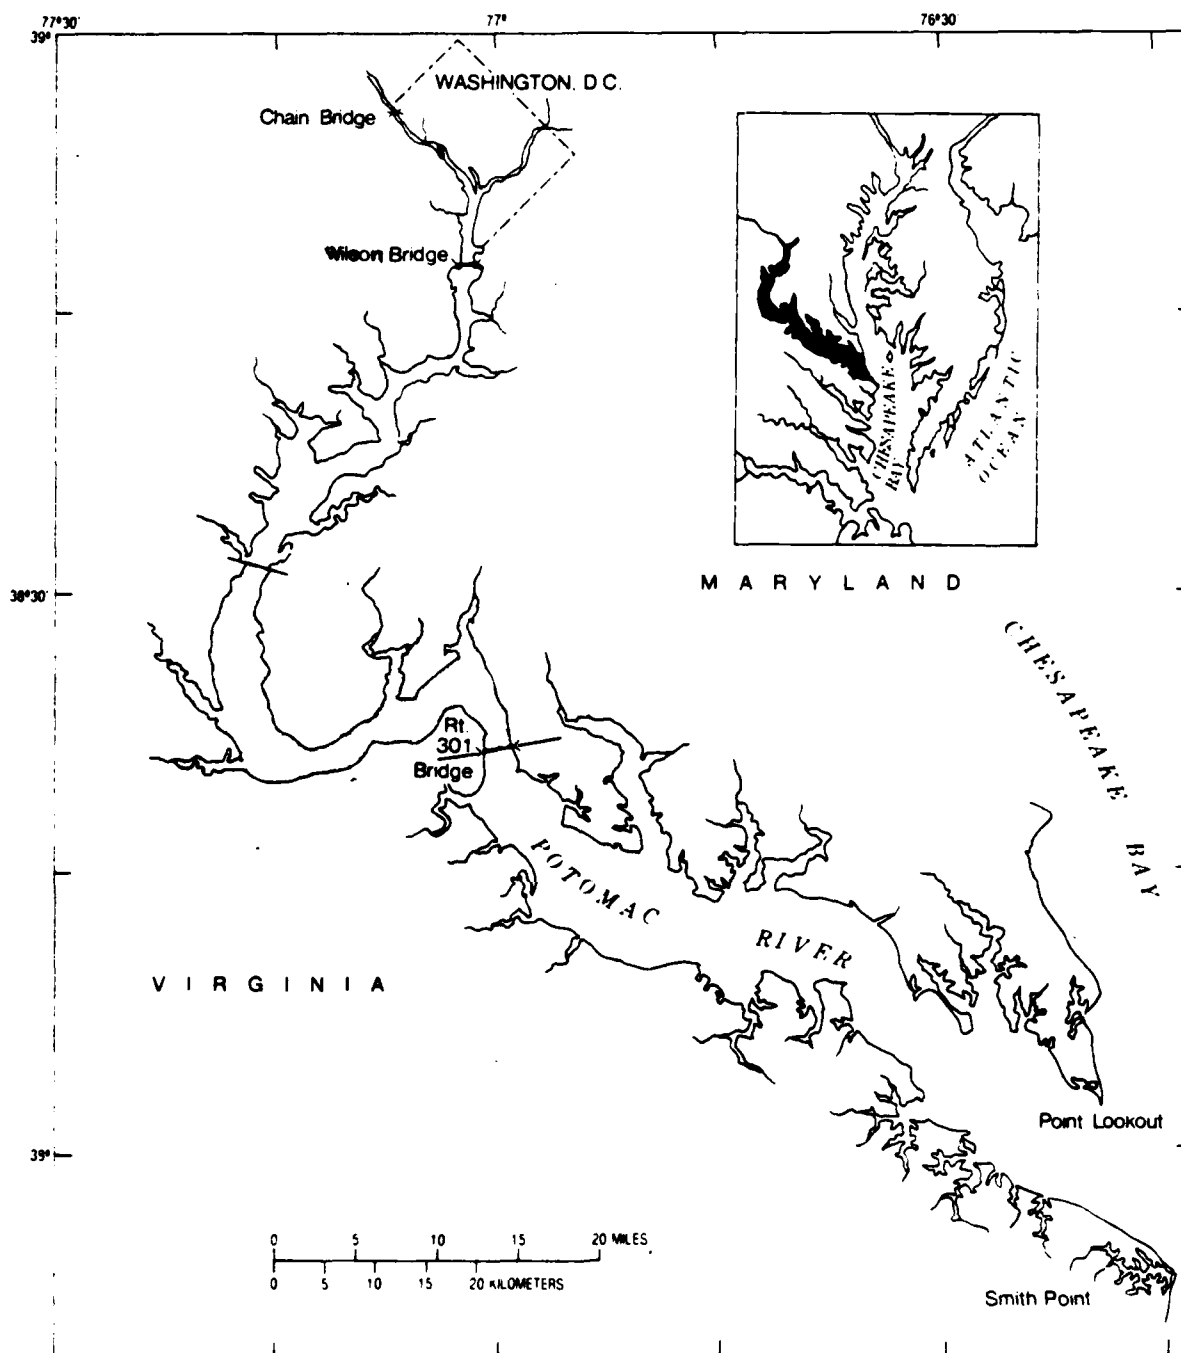 77°30'
77°
76°30'
39°
WASHINGTON, D.C.
Chain Bridge
Wilson Bridge
CHESAPEAKE
BAY
ATLANTIC
OCEAN
MARYLAND
38°30'
CHESAPEAKE BAY
Rt.
301
Bridge
POTOMAC RIVER
VIRGINIA
Point Lookout
39°
0 5 10 15 20 MILES
0 5 10 15 20 KILOMETERS
Smith Point